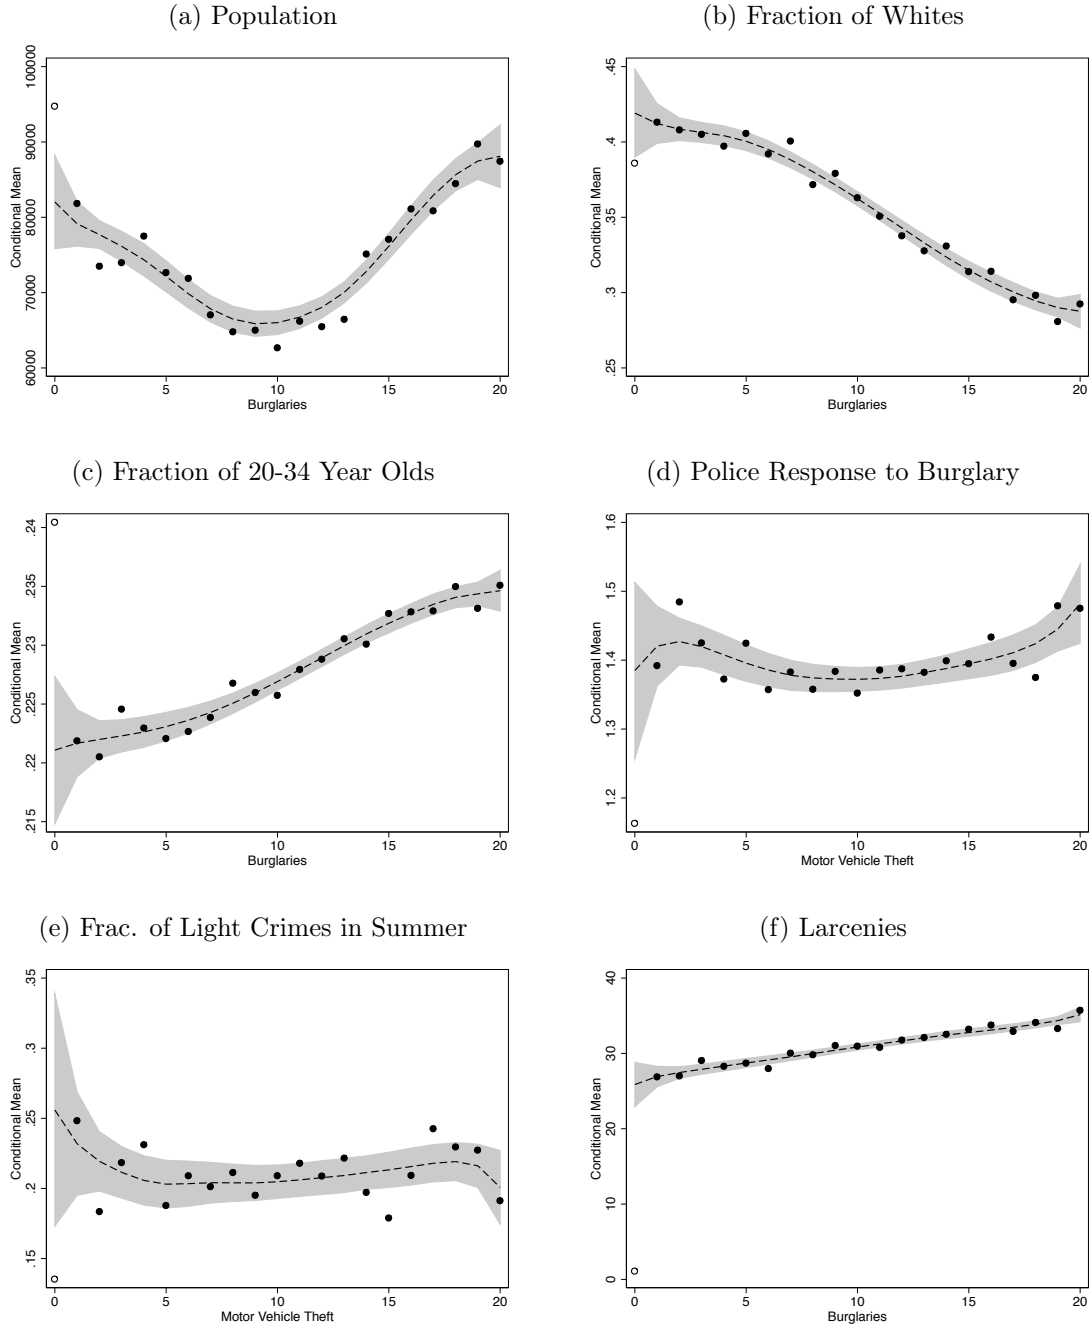 (a) Population
(b) Fraction of Whites
Conditional Mean
60000 70000 80000 90000 100000
0 5 10 15 20
Burglaries
Conditional Mean
.25 .3 .35 .4 .45
0 5 10 15 20
Burglaries
(c) Fraction of 20-34 Year Olds
(d) Police Response to Burglary
Conditional Mean
.215 .22 .225 .23 .235 .24
0 5 10 15 20
Burglaries
Conditional Mean
1.2 1.3 1.4 1.5 1.6
0 5 10 15 20
Motor Vehicle Theft
(e) Frac. of Light Crimes in Summer
(f) Larcenies
Conditional Mean
.15 .2 .25 .3 .35
0 5 10 15 20
Motor Vehicle Theft
Conditional Mean
0 10 20 30 40
0 5 10 15 20
Burglaries